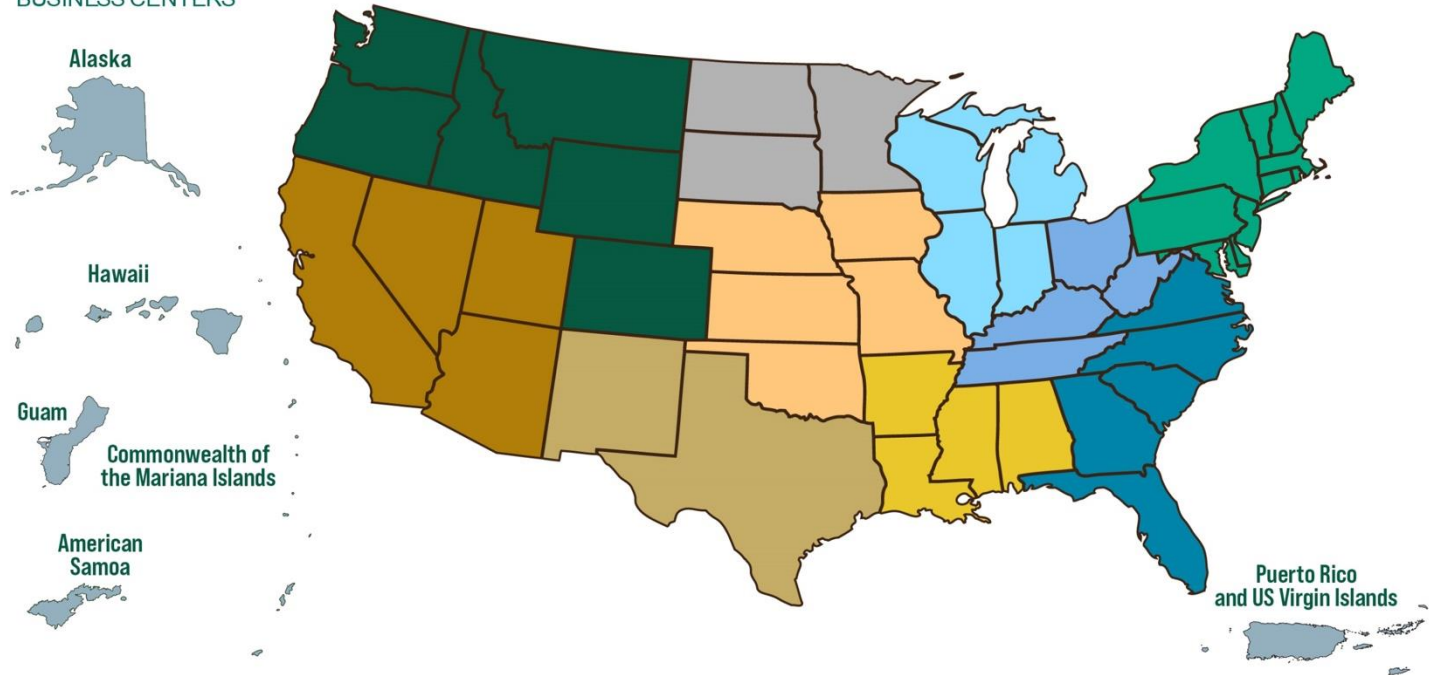 BUSINESS CENTERS
Alaska
Hawaii
Guam
Commonwealth of
the Mariana Islands
American
Samoa
Puerto Rico
and US Virgin Islands